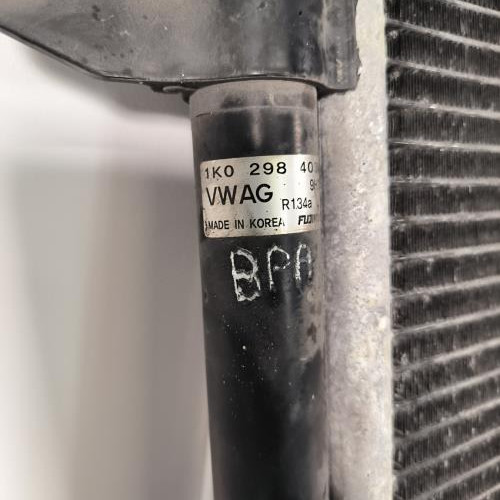 1K0 298 40
VWAG
R134a
MADE IN KOREA
BPA